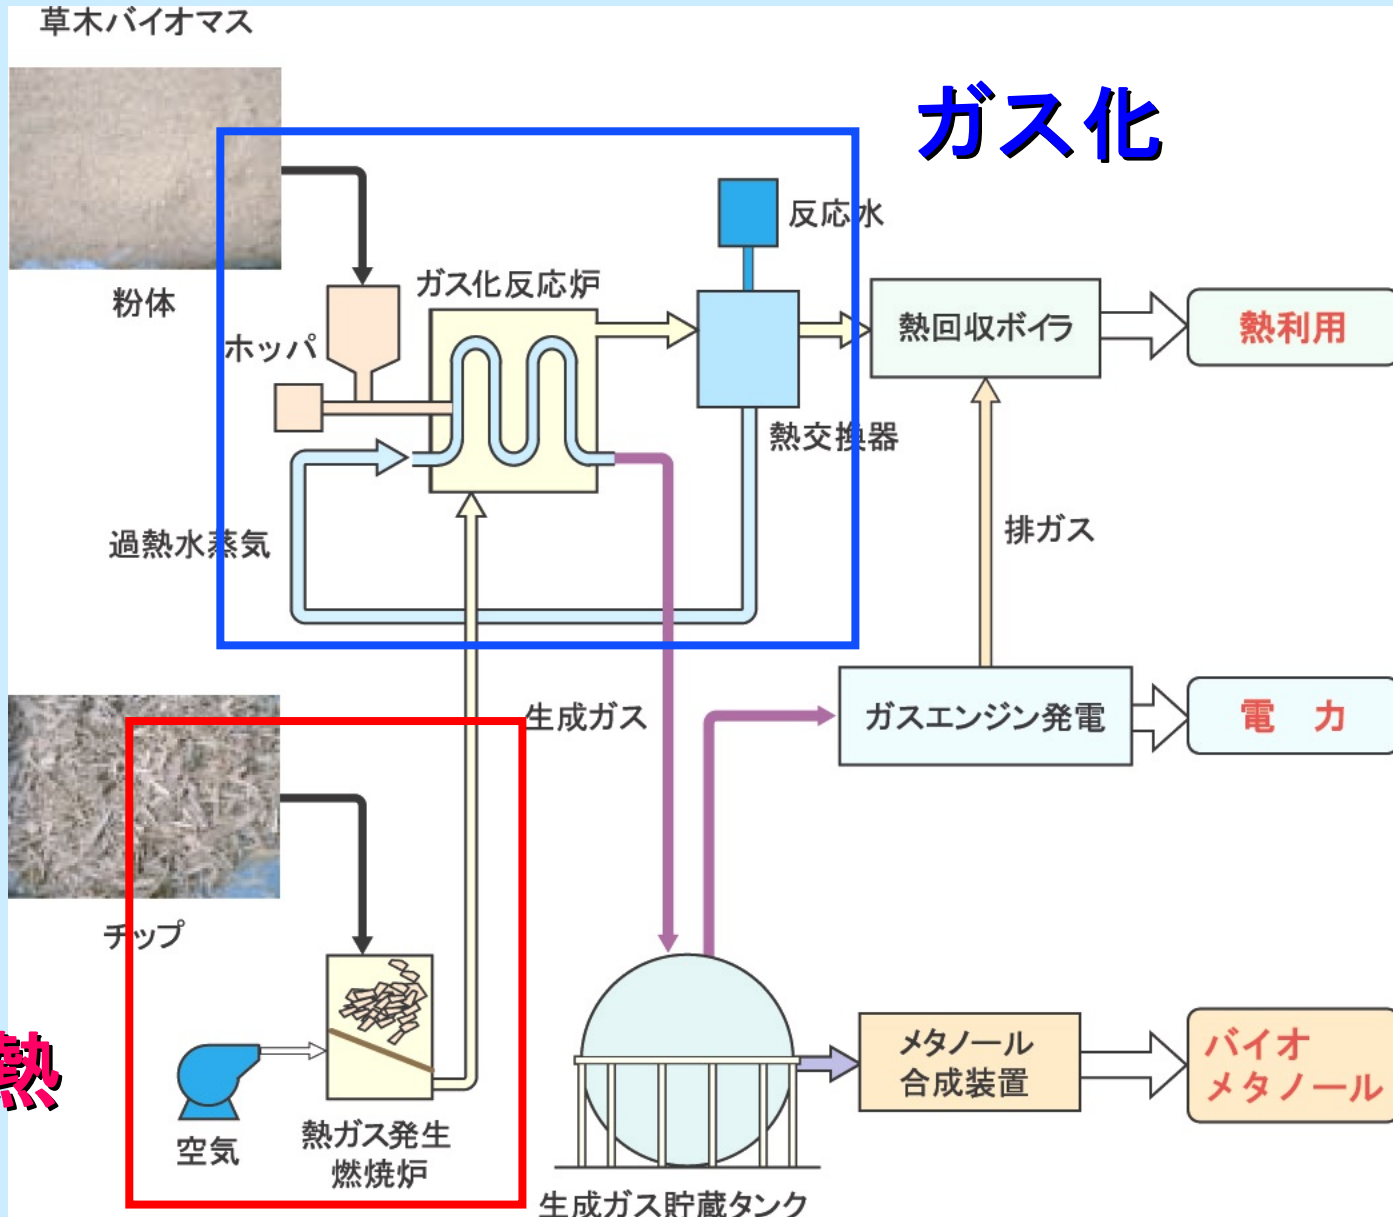 草木バイオマス
ガス化
反応水
ガス化反応炉
粉体
ホッパ
熱回収ボイラ
熱利用
熱交換器
過熱水蒸気
排ガス
生成ガス
ガスエンジン発電
電　力
チップ
熱
メタノール
合成装置
バイオ
メタノール
空気
熱ガス発生
燃焼炉
生成ガス貯蔵タンク